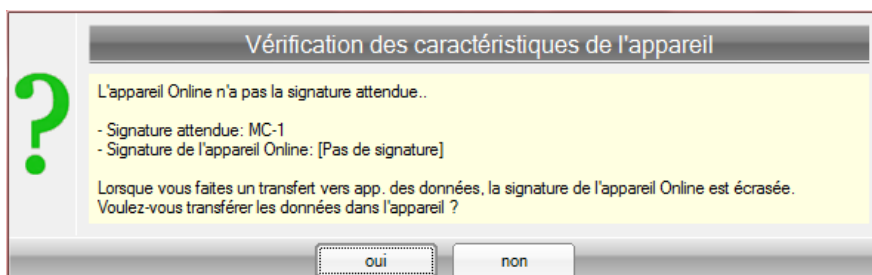 Vérification des caractéristiques de l'appareil
L'appareil Online n'a pas la signature attendue..
- Signature attendue: MC-1
- Signature de l'appareil Online: [Pas de signature]
Lorsque vous faites un transfert vers app. des données, la signature de l'appareil Online est écrasée.
Voulez-vous transférer les données dans l'appareil ?
oui
non